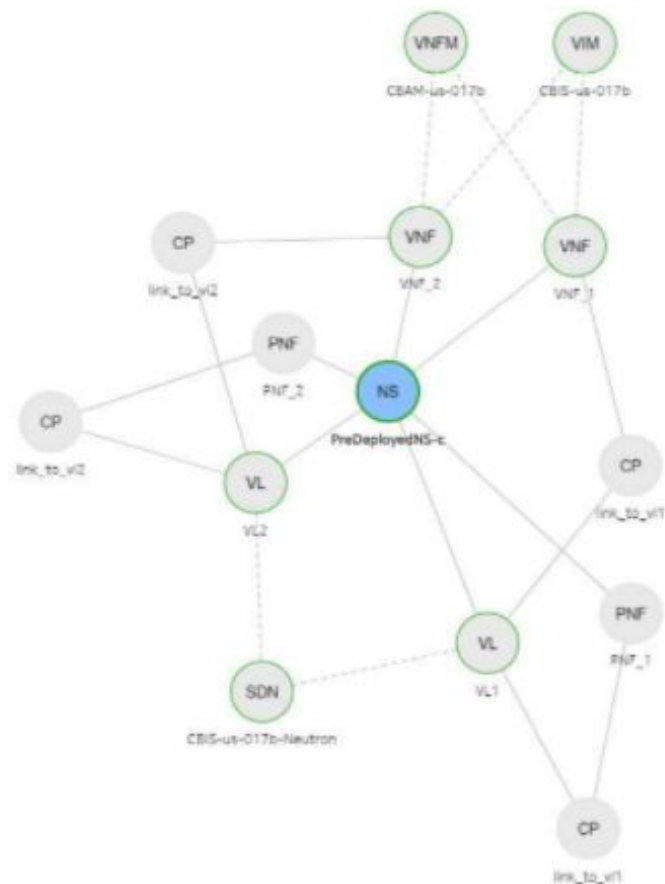 VNFM
VIM
CBAM-us-017b
CBIS-us-017b
VNF
VNF
CP
VNF_2
VNF_1
link_to_vl2
PNF
NS
PNF_2
CP
PreDeployedNS-c
CP
link_to_vl2
VL
link_to_vl1
VL2
PNF
VL
PNF_1
SDN
VL1
CBIS-us-017b-Neutron
CP
link_to_vl1